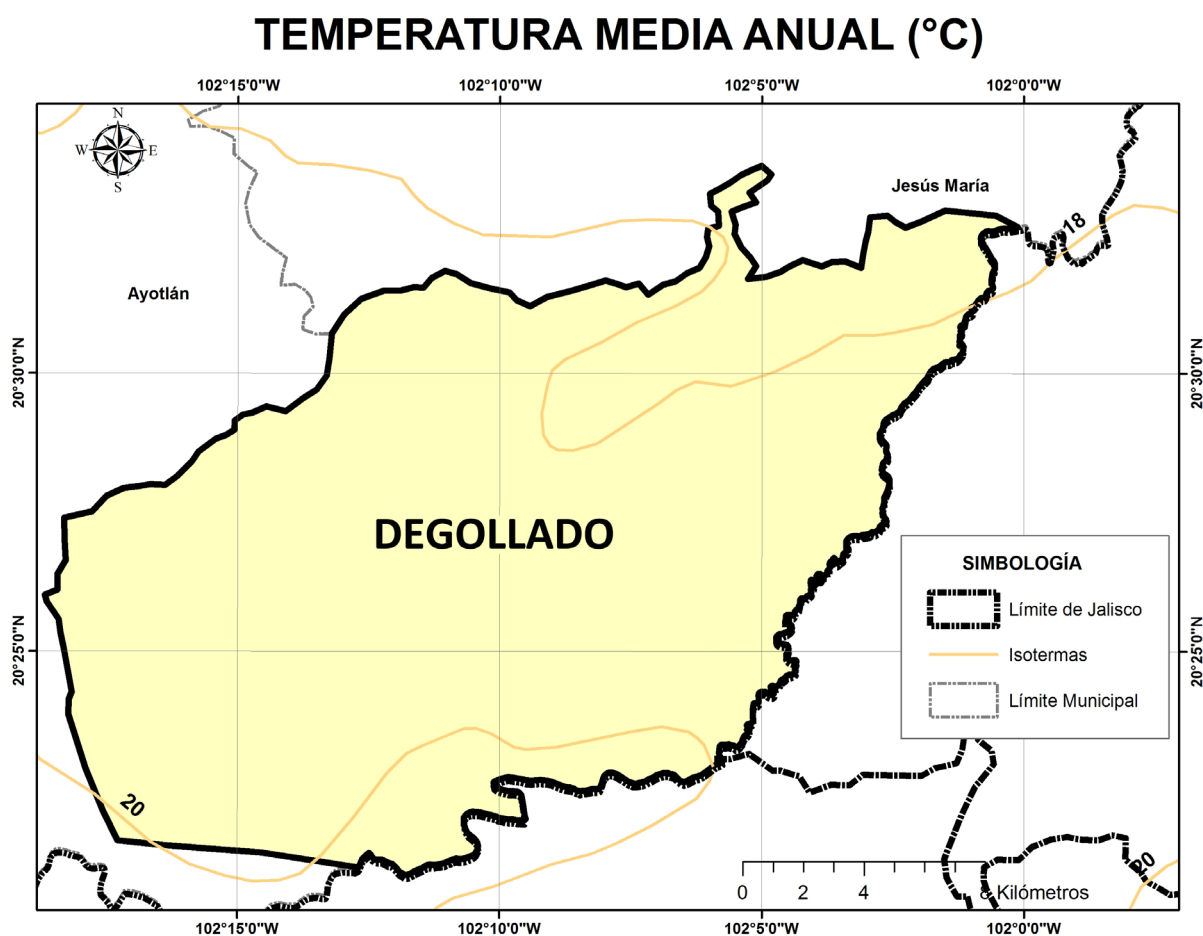 TEMPERATURA MEDIA ANUAL (°C)
102°15'0"W
102°10'0"W
102°5'0"W
102°0'0"W
N
W
E
S
Jesús María
18
Ayotlán
20°30'0"N
20°30'0"N
DEGOLLADO
SIMBOLOGÍA
Límite de Jalisco
Isotermas
Límite Municipal
20°25'0"N
20°25'0"N
20
20
0
2
4
8 Kilómetros
102°15'0"W
102°10'0"W
102°5'0"W
102°0'0"W